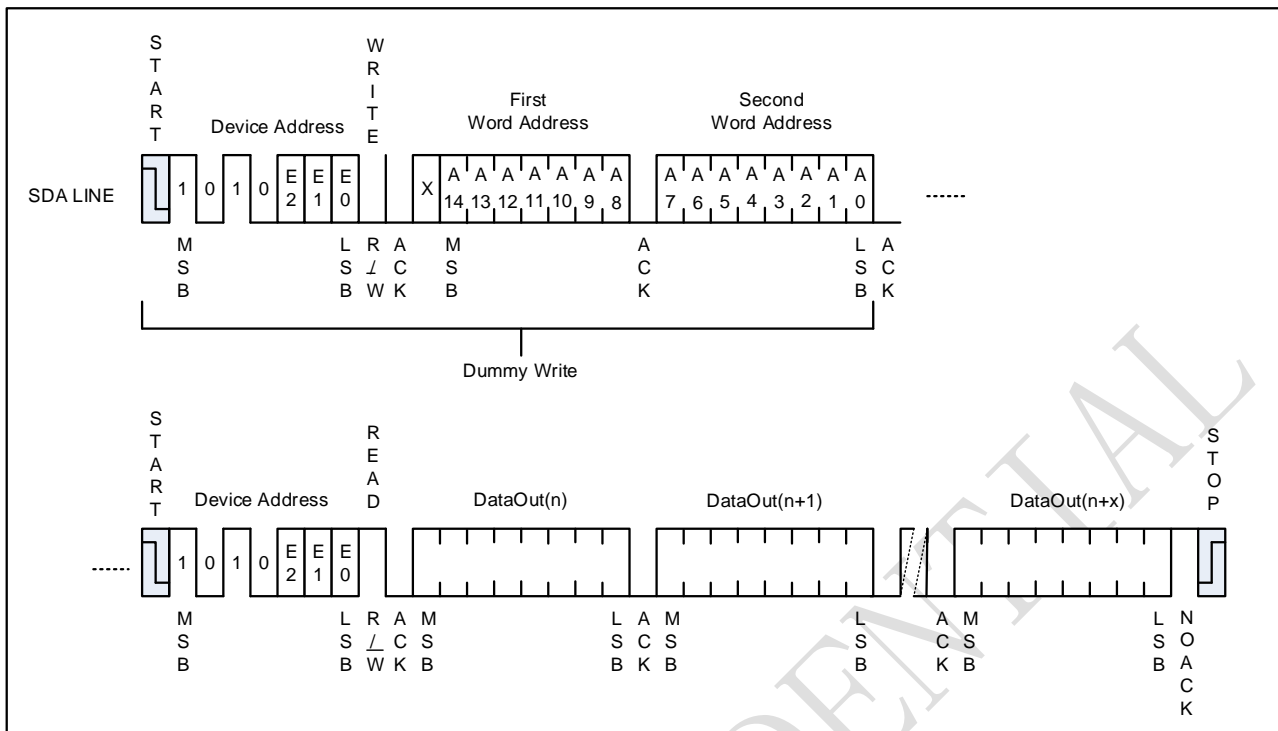 START
WRITE
Device Address
First
Word Address
Second
Word Address
SDA LINE
1 0 1 0 E2 E1 E0
X A14 A13 A12 A11 A10 A9 A8
A7 A6 A5 A4 A3 A2 A1 A0
MSB
LSB
R/W
ACK
MSB
ACK
LSB
ACK
Dummy Write
START
READ
STOP
Device Address
DataOut(n)
DataOut(n+1)
DataOut(n+x)
1 0 1 0 E2 E1 E0
MSB
LSB
R/W
ACK
MSB
LSB
ACK
MSB
LSB
ACK
MSB
LSB
NOACK